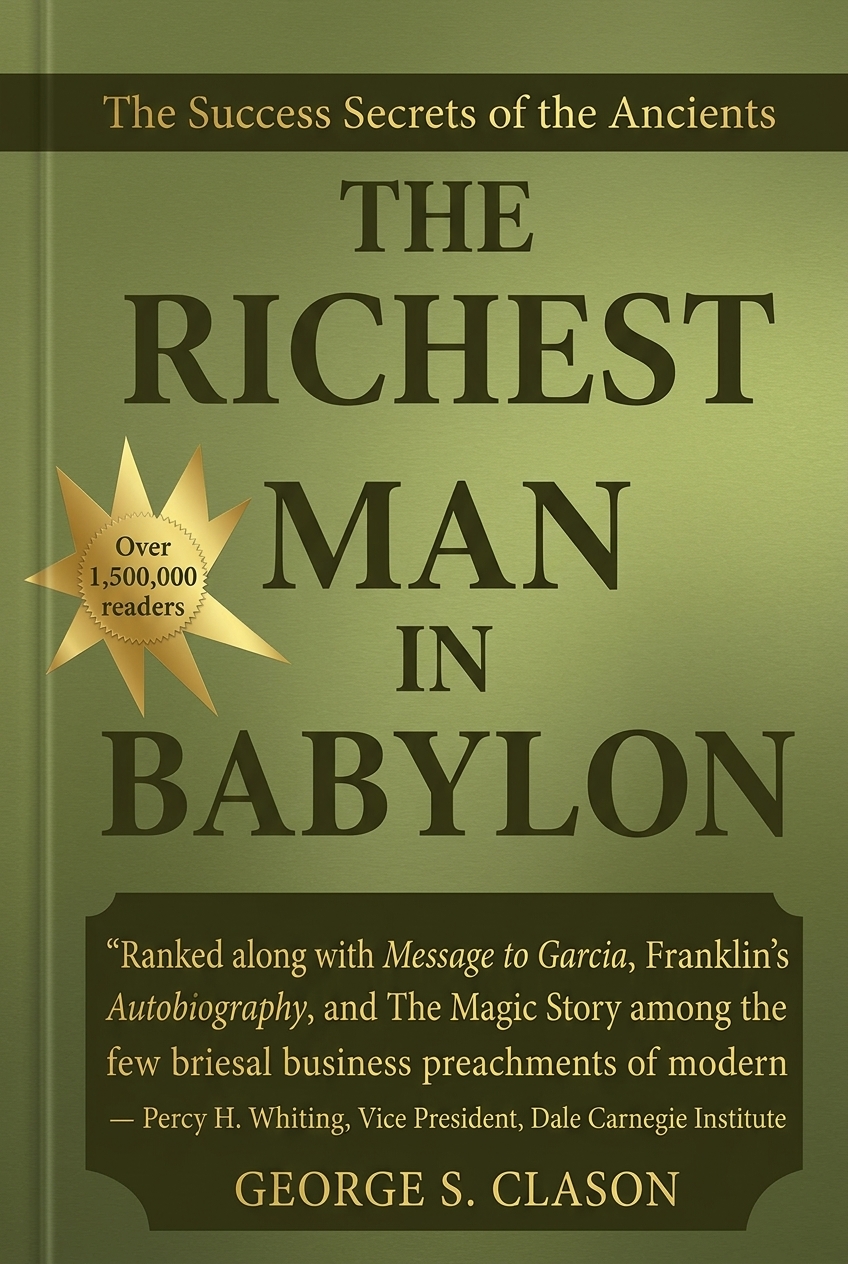 The Success Secrets of the Ancients
THE
RICHEST
MAN
IN
BABYLON
Over
1,500,000
readers
“Ranked along with Message to Garcia, Franklin’s
Autobiography, and The Magic Story among the
few briesal business preachments of modern
— Percy H. Whiting, Vice President, Dale Carnegie Institute
GEORGE S. CLASON